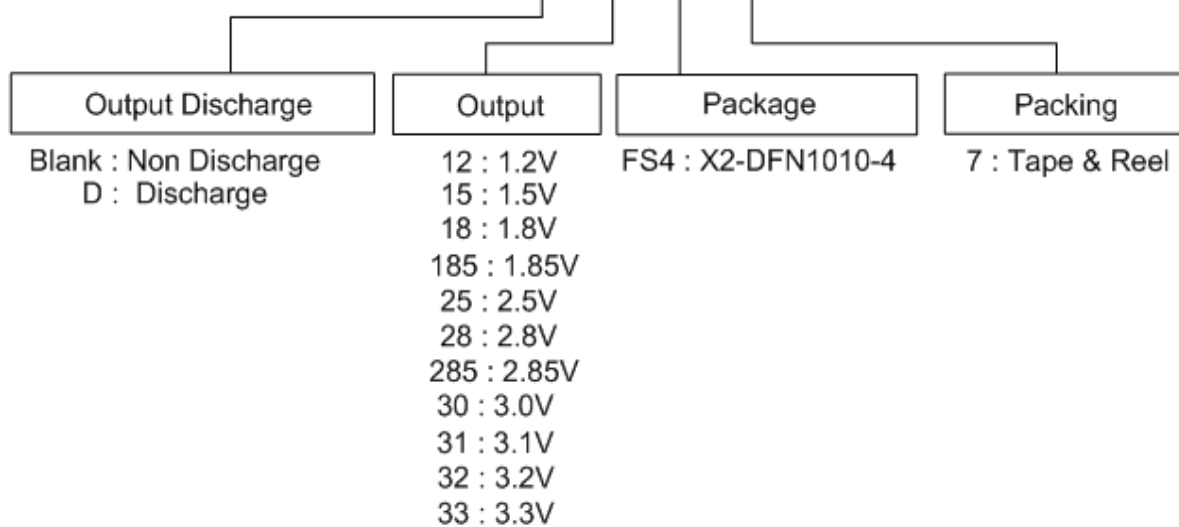 Output Discharge
Blank : Non Discharge
D : Discharge
Output
12 : 1.2V
15 : 1.5V
18 : 1.8V
185 : 1.85V
25 : 2.5V
28 : 2.8V
285 : 2.85V
30 : 3.0V
31 : 3.1V
32 : 3.2V
33 : 3.3V
Package
FS4 : X2-DFN1010-4
Packing
7 : Tape & Reel